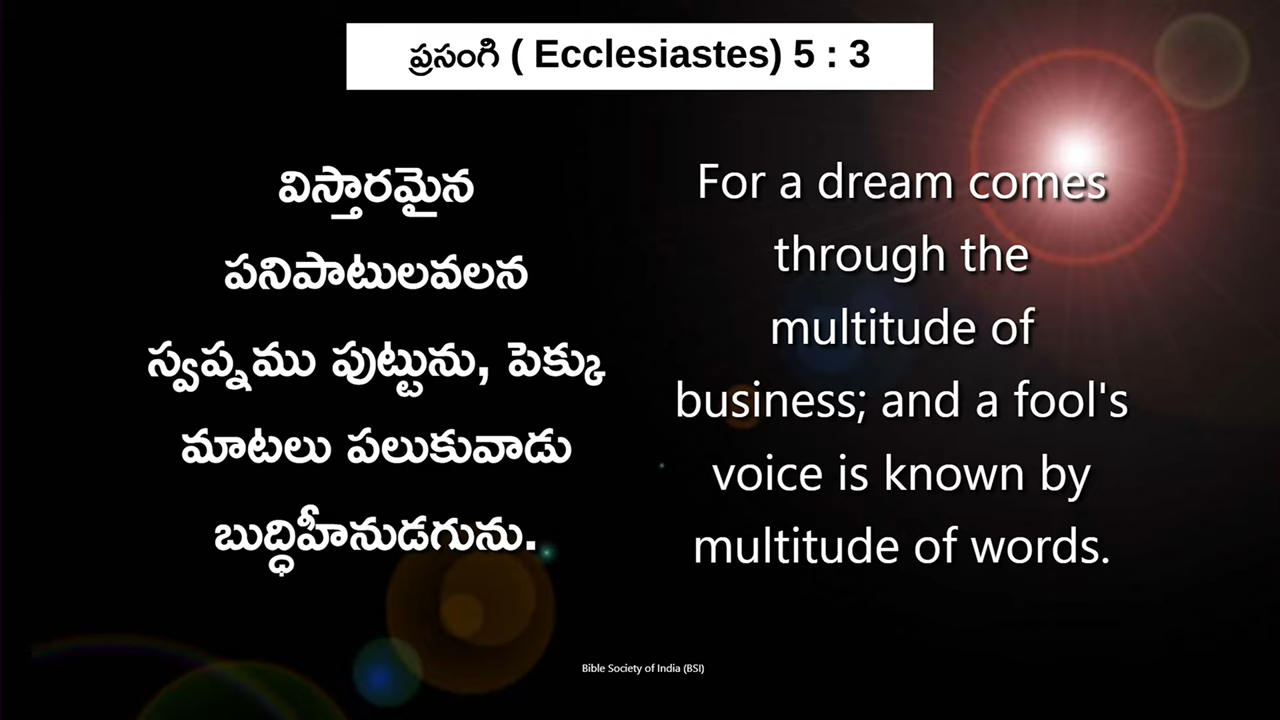 ప్రసంగి ( Ecclesiastes) 5 : 3
విస్తారమైన
పనిపాటులవలన
స్వప్నము పుట్టును, పెక్కు
మాటలు పలుకువాడు
బుద్ధిహీనుడగును.
For a dream comes
through the
multitude of
business; and a fool's
voice is known by
multitude of words.
Bible Society of India (BSI)